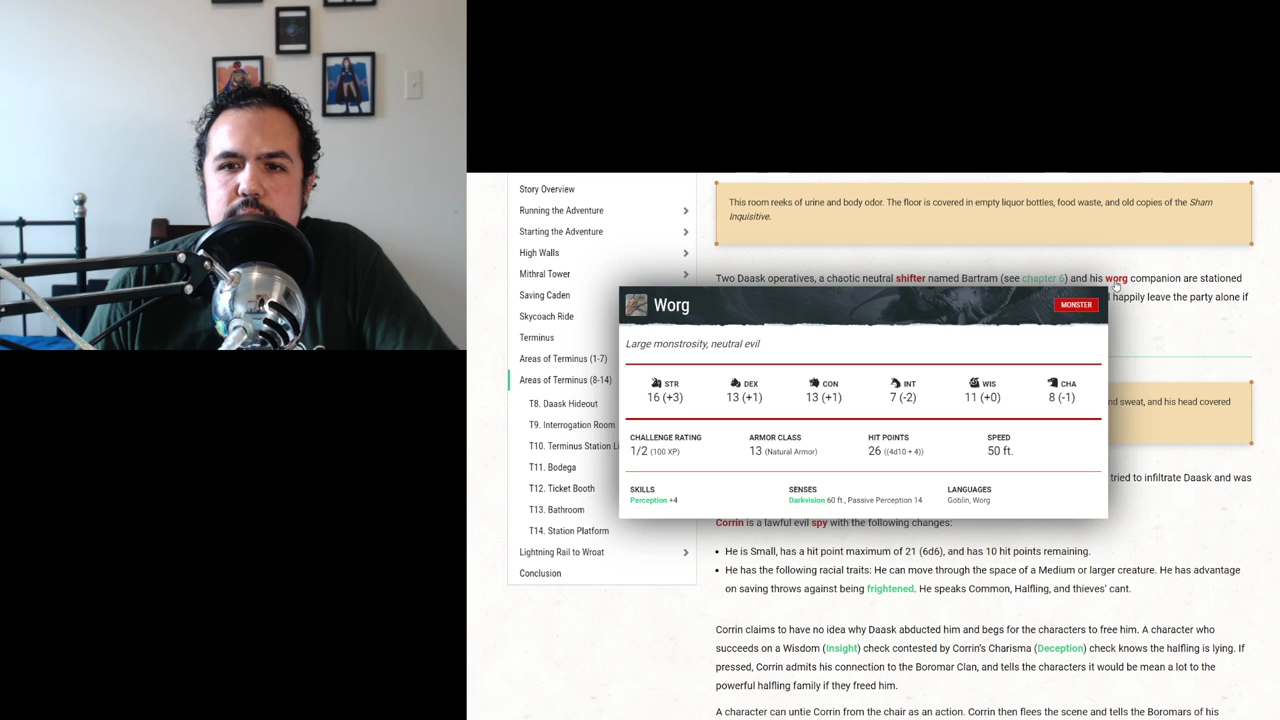 Story Overview
Running the Adventure
Starting the Adventure
High Walls
Mithral Tower
Saving Caden
Skycoach Ride
Terminus
Areas of Terminus (1-7)
Areas of Terminus (8-14)
T8. Daask Hideout
T9. Interrogation Room
T10. Terminus Station Li
T11. Bodega
T12. Ticket Booth
T13. Bathroom
T14. Station Platform
Lightning Rail to Wroat
Conclusion
This room reeks of urine and body odor. The floor is covered in empty liquor bottles, food waste, and old copies of the Sharn
Inquisitive.
Two Daask operatives, a chaotic neutral shifter named Bartram (see chapter 6) and his worg companion are stationed
happily leave the party alone if
Worg
MONSTER
Large monstrosity, neutral evil
STR DEX CON INT WIS CHA
16 (+3) 13 (+1) 13 (+1) 7 (-2) 11 (+0) 8 (-1)
CHALLENGE RATING ARMOR CLASS HIT POINTS SPEED
1/2 (100 XP) 13 (Natural Armor) 26 ((4d10 + 4)) 50 ft.
SKILLS SENSES LANGUAGES
Perception +4 Darkvision 60 ft., Passive Perception 14 Goblin, Worg
nd sweat, and his head covered
tried to infiltrate Daask and was
Corrin is a lawful evil spy with the following changes:
• He is Small, has a hit point maximum of 21 (6d6), and has 10 hit points remaining.
• He has the following racial traits: He can move through the space of a Medium or larger creature. He has advantage
on saving throws against being frightened. He speaks Common, Halfling, and thieves' cant.
Corrin claims to have no idea why Daask abducted him and begs for the characters to free him. A character who
succeeds on a Wisdom (Insight) check contested by Corrin's Charisma (Deception) check knows the halfling is lying. If
pressed, Corrin admits his connection to the Boromar Clan, and tells the characters it would be mean a lot to the
powerful halfling family if they freed him.
A character can untie Corrin from the chair as an action. Corrin then flees the scene and tells the Boromars of his